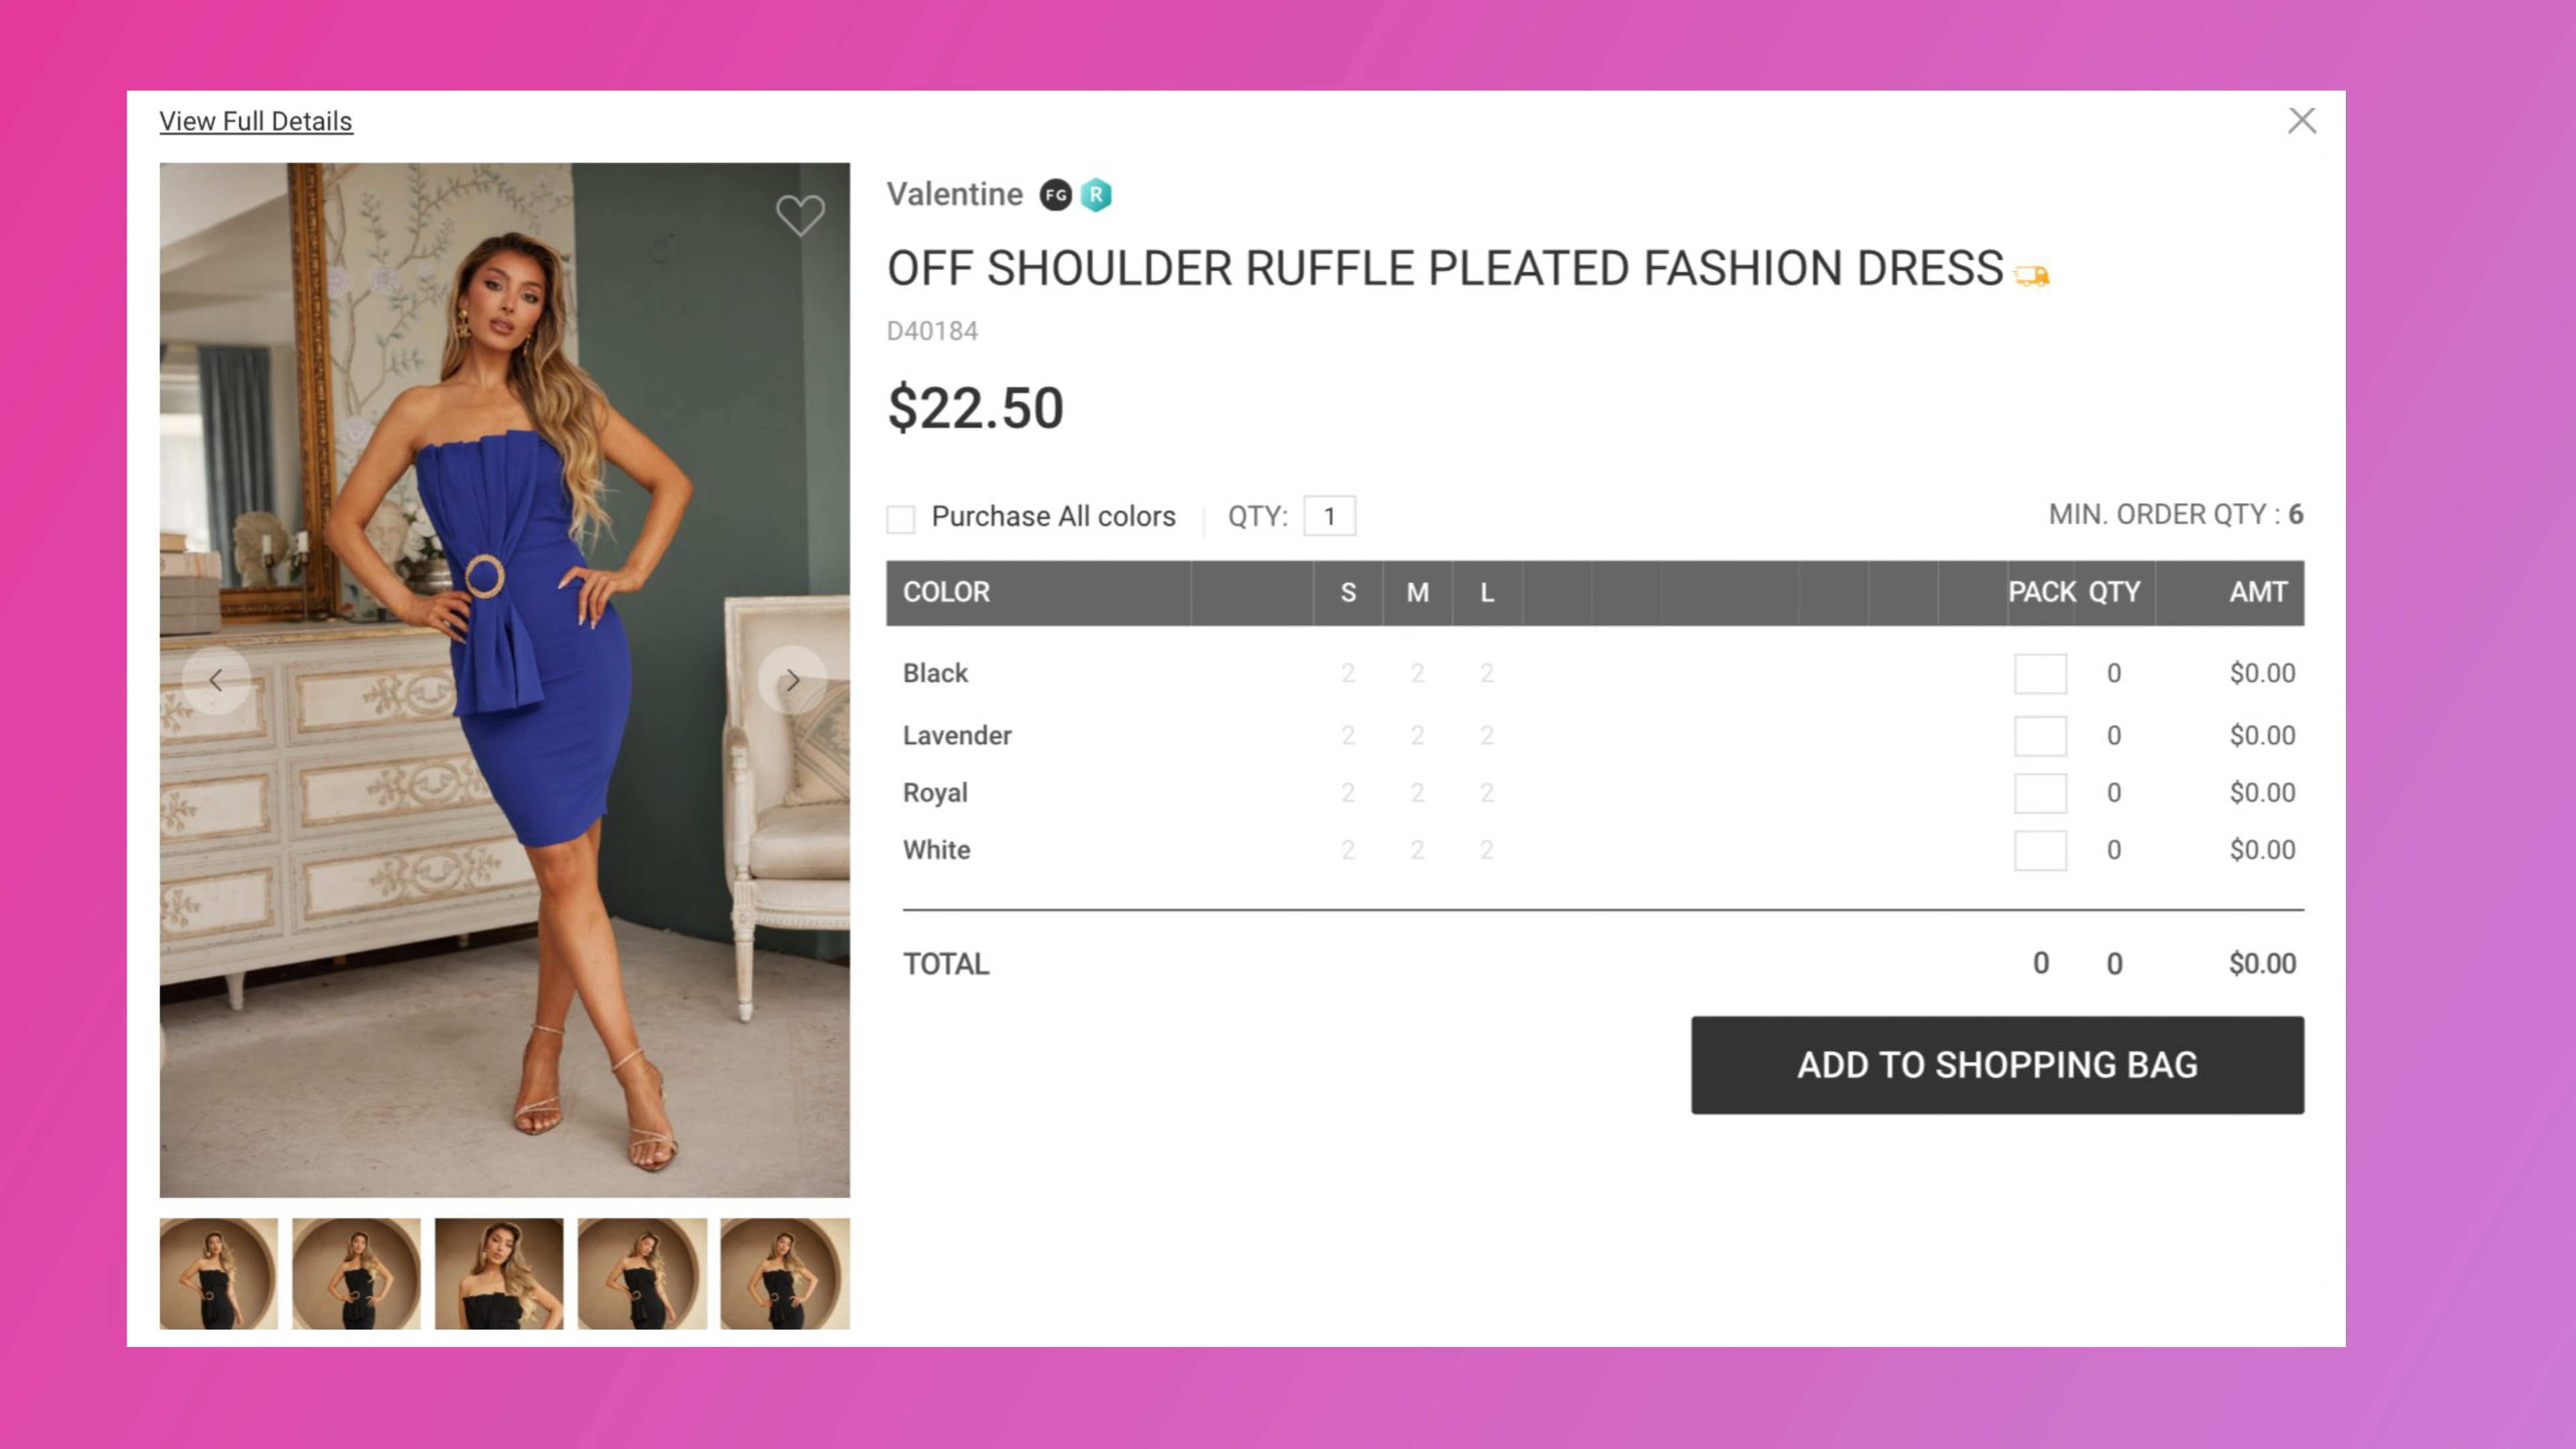 View Full Details
Valentine FG R
OFF SHOULDER RUFFLE PLEATED FASHION DRESS
D40184
$22.50
Purchase All colors QTY: 1 MIN. ORDER QTY : 6
COLOR S M L PACK QTY AMT
Black 2 2 2 0 $0.00
Lavender 2 2 2 0 $0.00
Royal 2 2 2 0 $0.00
White 2 2 2 0 $0.00
TOTAL 0 0 $0.00
ADD TO SHOPPING BAG